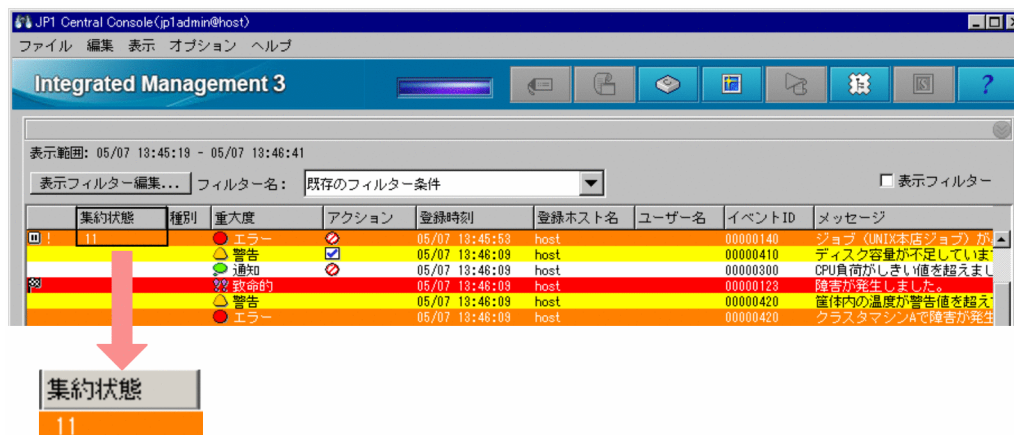 JP1 Central Console(jp1admin@host)
ファイル 編集 表示 オプション ヘルプ
Integrated Management 3
表示範囲: 05/07 13:45:19 - 05/07 13:46:41
表示フィルター編集... フィルター名: 既存のフィルター条件 表示フィルター
集約状態 種別 重大度 アクション 登録時刻 登録ホスト名 ユーザー名 イベントID メッセージ
! 11 エラー 05/07 13:45:53 host 00000140 ジョブ(UNIX本店ジョブ)が
警告 05/07 13:46:09 host 00000410 ディスク容量が不足していま
通知 05/07 13:46:09 host 00000300 CPU負荷がしきい値を超えまし
致命的 05/07 13:46:09 host 00000123 障害が発生しました。
警告 05/07 13:46:09 host 00000420 筐体内の温度が警告値を超え
エラー 05/07 13:46:09 host 00000420 クラスタマシンAで障害が発生
集約状態
11